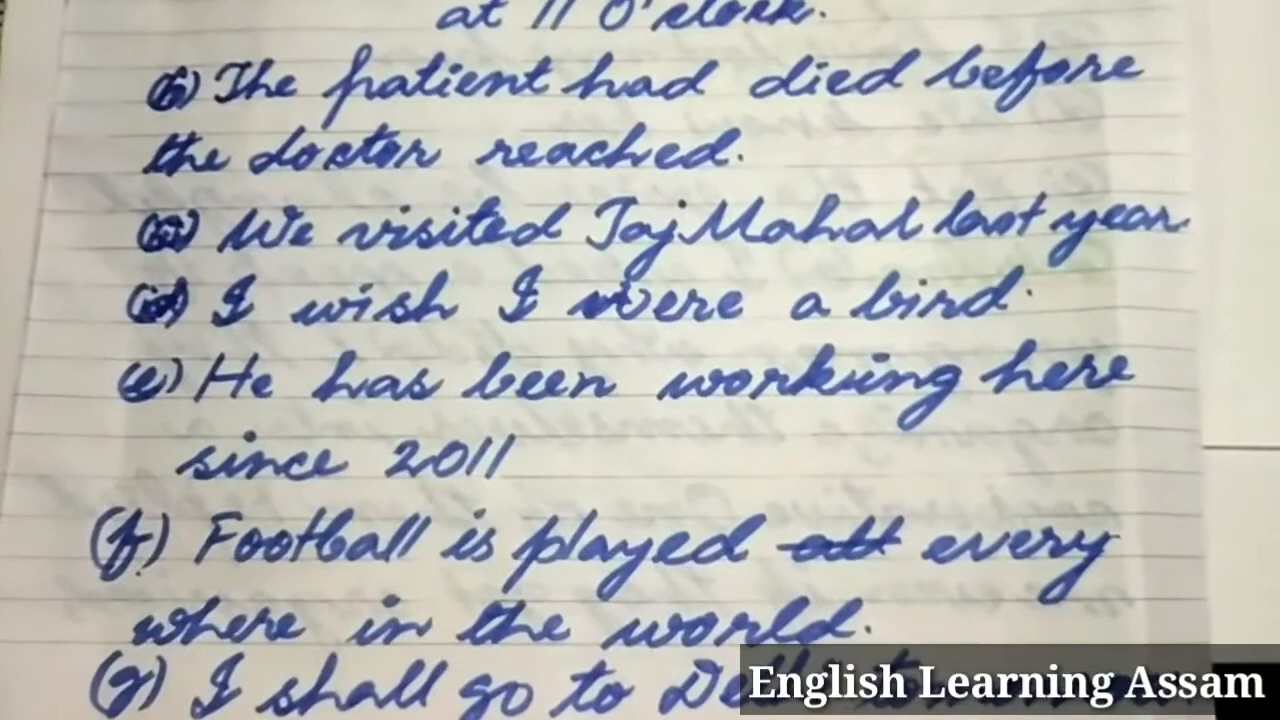 at 11 O'clock.
(b) The patient had died before
the doctor reached.
(c) We visited Taj Mahal last year
(d) I wish I were a bird.
(e) He has been working here
since 2011
(f) Football is played every
where in the world.
(g) I shall go to
English Learning Assam